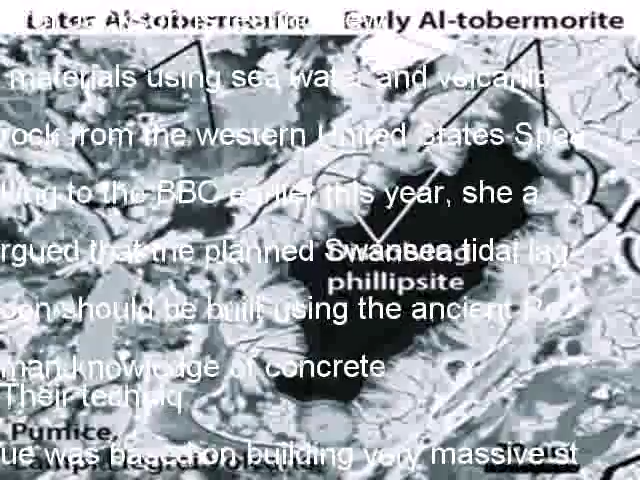 Later Al-tobermorite Early Al-tobermorite
new
materials using sea water and volcanic
rock from the western United States Spea
king to the BBC earlier this year, she a
rgued that the planned Swansea tidal lag
Dissolving
phillipsite
oon should be built using the ancient Ro
man knowledge of concrete
Their techniq
Pumice,
ue was based on building very massive st